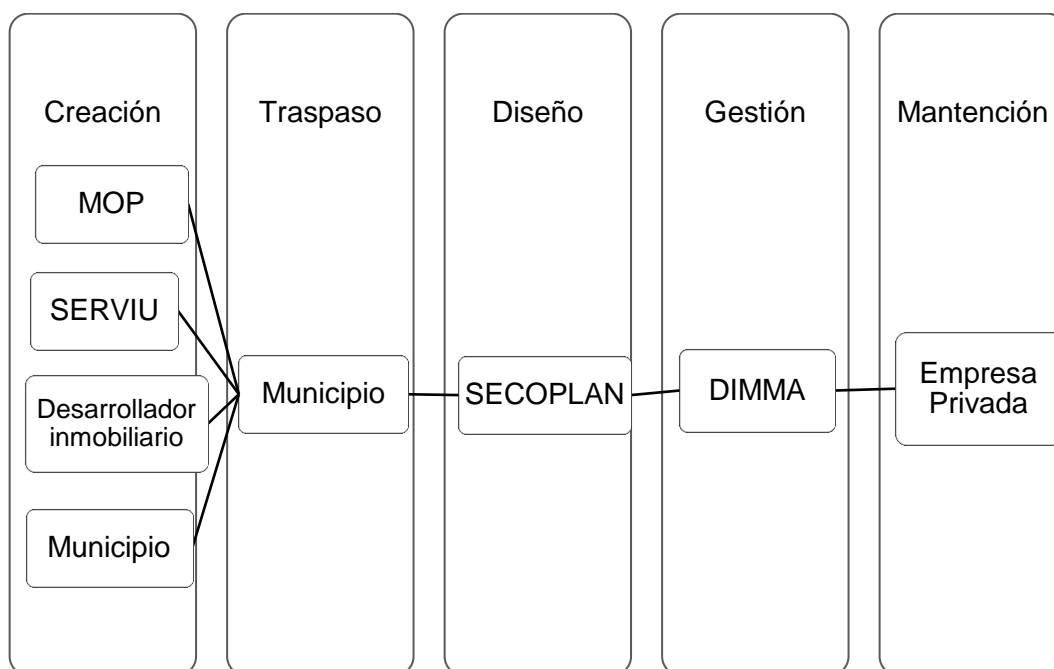 Creación
Traspaso
Diseño
Gestión
Mantención
MOP
SERVIU
Desarrollador
inmobiliario
Municipio
Municipio
SECOPLAN
DIMMA
Empresa
Privada